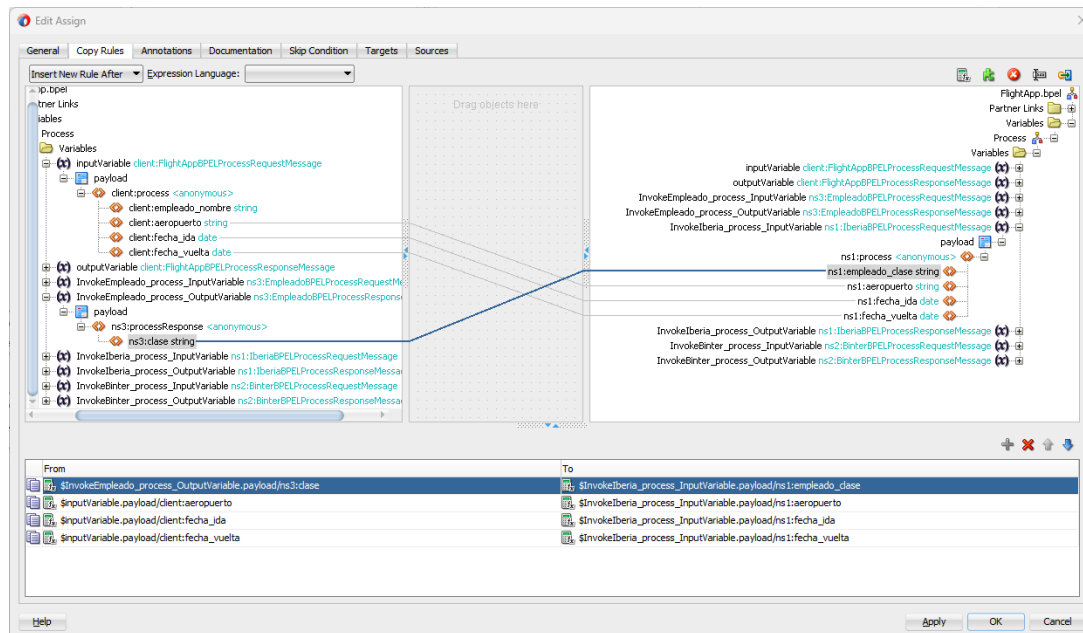 Edit Assign
General Copy Rules Annotations Documentation Skip Condition Targets Sources
Insert New Rule After Expression Language:
Drag objects here
p.bpel
tner Links
iables
Process
Variables
inputVariable client:FlightAppBPELProcessRequestMessage
payload
client:process <anonymous>
client:empleado_nombre string
client:aeropuerto string
client:fecha_ida date
client:fecha_vuelta date
outputVariable client:FlightAppBPELProcessResponseMessage
InvokeEmpleado_process_InputVariable ns3:EmpleadoBPELProcessRequestMe
InvokeEmpleado_process_OutputVariable ns3:EmpleadoBPELProcessRespons
payload
ns3:processResponse <anonymous>
ns3:clase string
InvokeIberia_process_InputVariable ns1:IberiaBPELProcessRequestMessage
InvokeIberia_process_OutputVariable ns1:IberiaBPELProcessResponseMessa
InvokeBinter_process_InputVariable ns2:BinterBPELProcessRequestMessage
InvokeBinter_process_OutputVariable ns2:BinterBPELProcessResponseMessa
FlightApp.bpel
Partner Links
Variables
Process
Variables
inputVariable client:FlightAppBPELProcessRequestMessage
outputVariable client:FlightAppBPELProcessResponseMessage
InvokeEmpleado_process_InputVariable ns3:EmpleadoBPELProcessRequestMessage
InvokeEmpleado_process_OutputVariable ns3:EmpleadoBPELProcessResponseMessage
InvokeIberia_process_InputVariable ns1:IberiaBPELProcessRequestMessage
payload
ns1:process <anonymous>
ns1:empleado_clase string
ns1:aeropuerto string
ns1:fecha_ida date
ns1:fecha_vuelta date
InvokeIberia_process_OutputVariable ns1:IberiaBPELProcessResponseMessage
InvokeBinter_process_InputVariable ns2:BinterBPELProcessRequestMessage
InvokeBinter_process_OutputVariable ns2:BinterBPELProcessResponseMessage
From To
$InvokeEmpleado_process_OutputVariable.payload/ns3:clase $InvokeIberia_process_InputVariable.payload/ns1:empleado_clase
$inputVariable.payload/client:aeropuerto $InvokeIberia_process_InputVariable.payload/ns1:aeropuerto
$inputVariable.payload/client:fecha_ida $InvokeIberia_process_InputVariable.payload/ns1:fecha_ida
$inputVariable.payload/client:fecha_vuelta $InvokeIberia_process_InputVariable.payload/ns1:fecha_vuelta
Help Apply OK Cancel